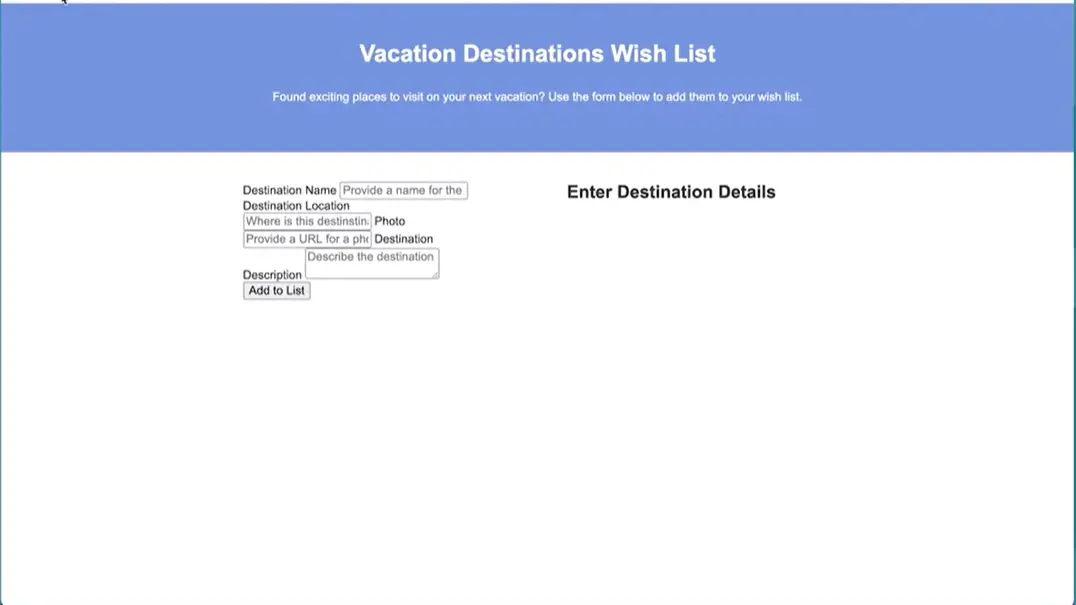 Vacation Destinations Wish List
Found exciting places to visit on your next vacation? Use the form below to add them to your wish list.
Destination Name Provide a name for the
Destination Location
Where is this destinstin Photo
Provide a URL for a pho Destination
Describe the destination
Description
Add to List
Enter Destination Details